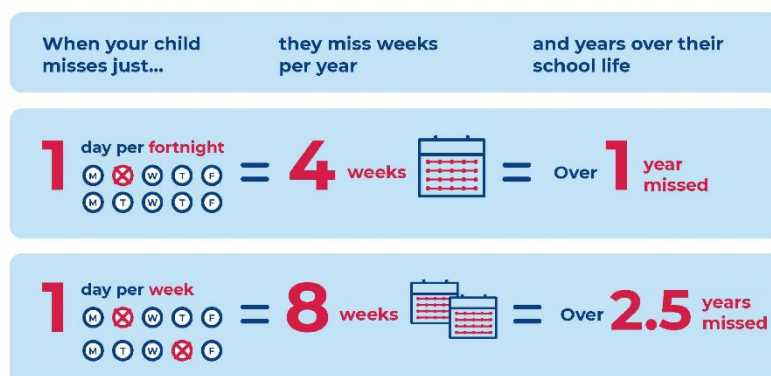 When your child
misses just...
they miss weeks
per year
and years over their
school life
1 day per fortnight
M T W T F
M T W T F
= 4 weeks = Over 1 year
missed
1 day per week
M T W T F
M T W T F
= 8 weeks = Over 2.5 years
missed